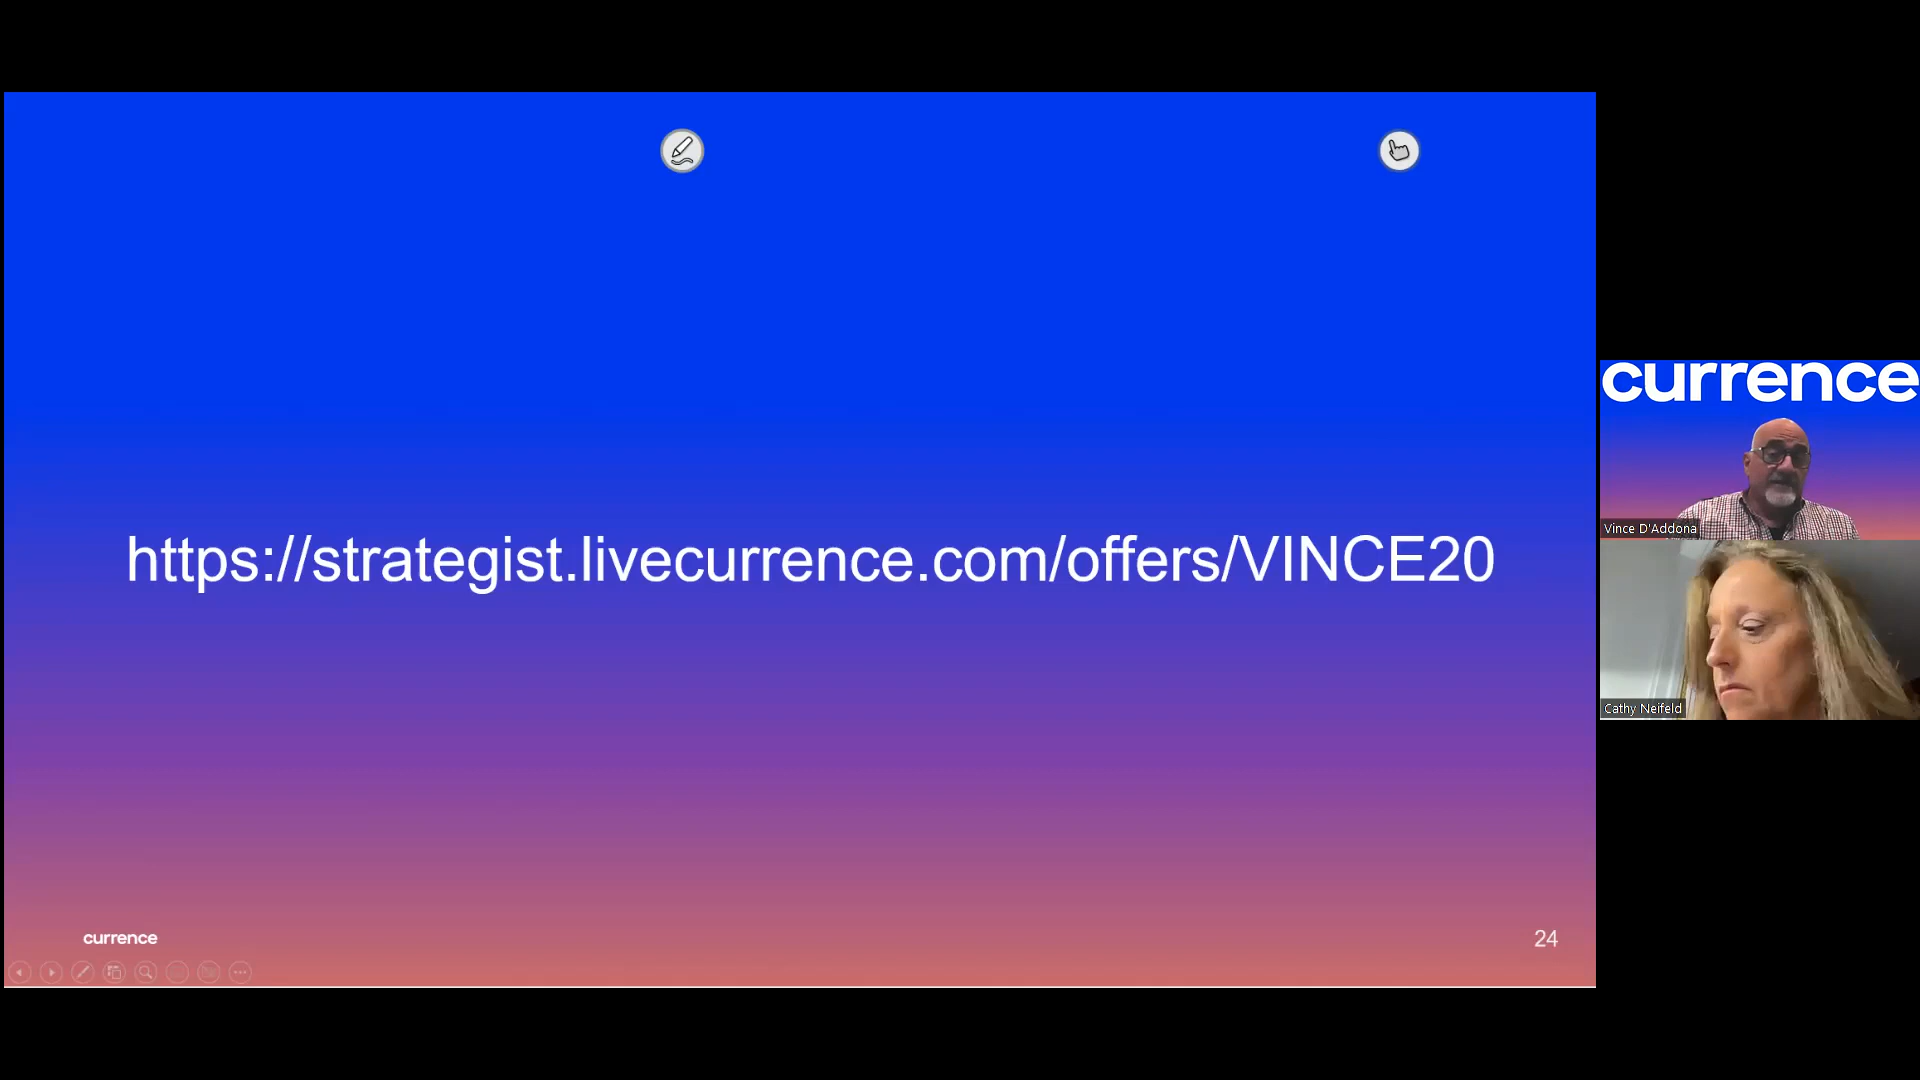 https://strategist.livecurrence.com/offers/VINCE20
currence
24
currence
Vince D'Addona
Cathy Neifeld